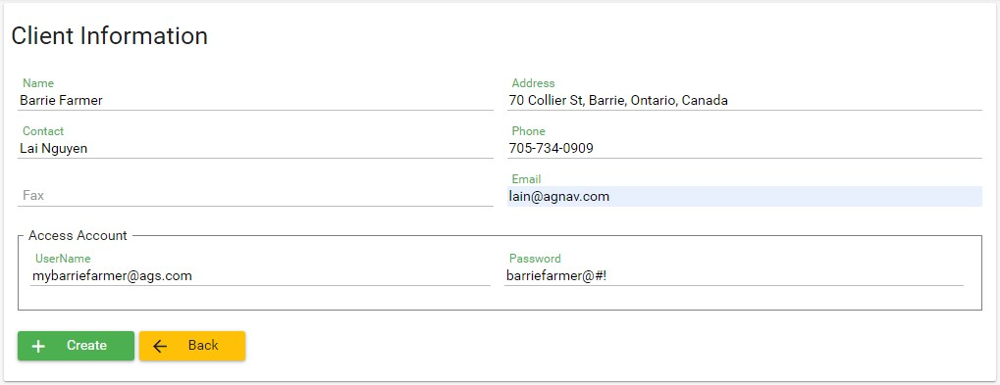 Client Information
Name
Barrie Farmer
Address
70 Collier St, Barrie, Ontario, Canada
Contact
Lai Nguyen
Phone
705-734-0909
Fax
Email
lain@agnav.com
Access Account
UserName
mybarriefarmer@ags.com
Password
barriefarmer@#!
Create
Back